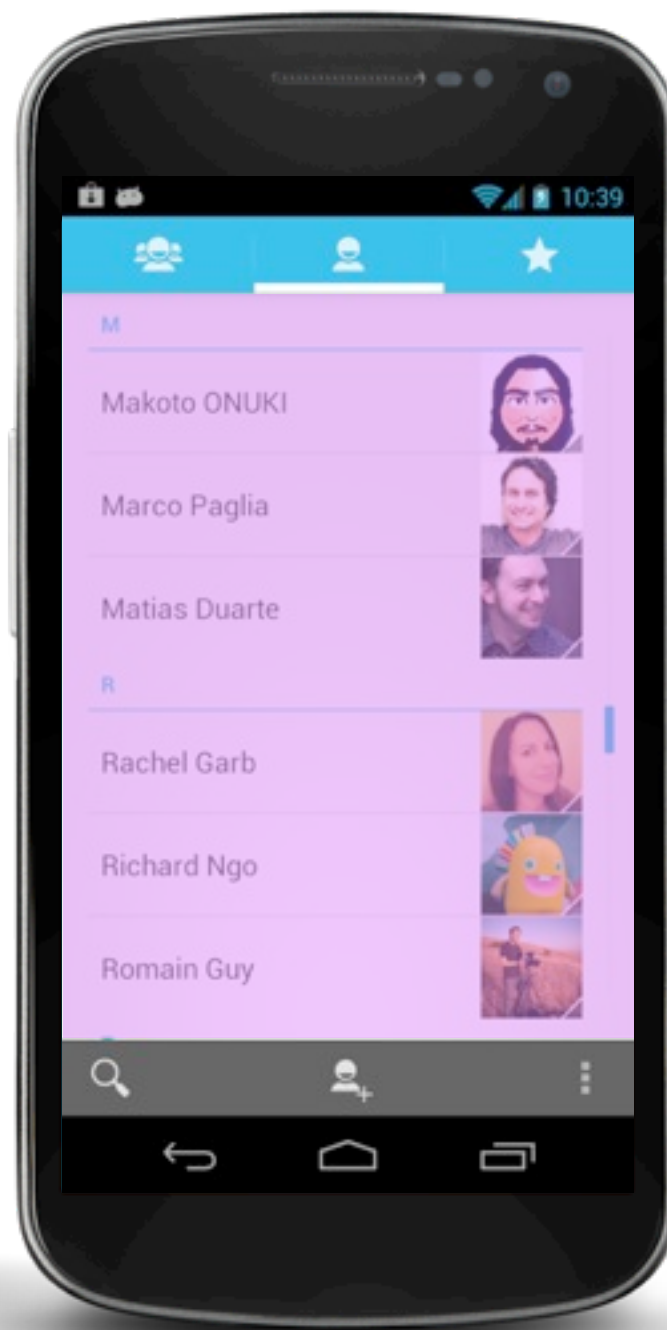 10:39
M
Makoto ONUKI
Marco Paglia
Matias Duarte
R
Rachel Garb
Richard Ngo
Romain Guy